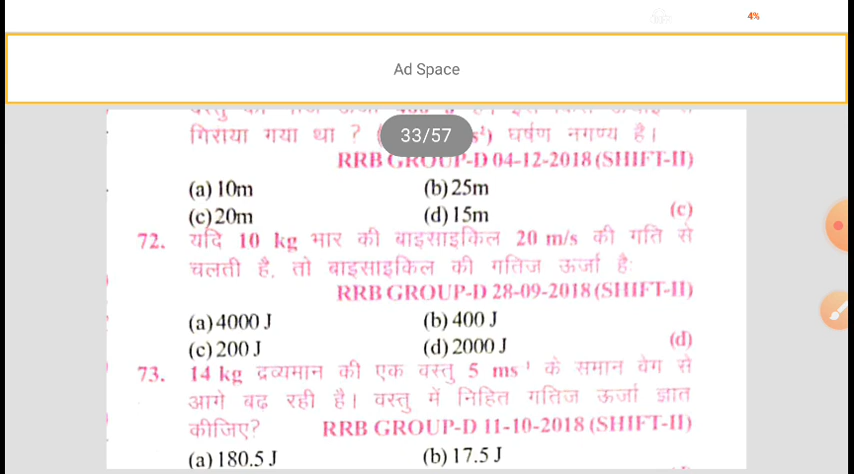 4%
Ad Space
33/57
गिराया गया था ? घर्षण नगण्य है।
RRB GROUP-D 04-12-2018 (SHIFT-II)
(a) 10m (b) 25m
(c) 20m (d) 15m (c)
72. यदि 10 kg भार की बाइसाइकिल 20 m/s की गति से
चलती है, तो बाइसाइकिल की गतिज ऊर्जा है:
RRB GROUP-D 28-09-2018 (SHIFT-II)
(a) 4000 J (b) 400 J
(c) 200 J (d) 2000 J (d)
73. 14 kg द्रव्यमान की एक वस्तु 5 ms⁻¹ के समान वेग से
आगे बढ़ रही है। वस्तु में निहित गतिज ऊर्जा ज्ञात
कीजिए? RRB GROUP-D 11-10-2018 (SHIFT-II)
(a) 180.5 J (b) 17.5 J